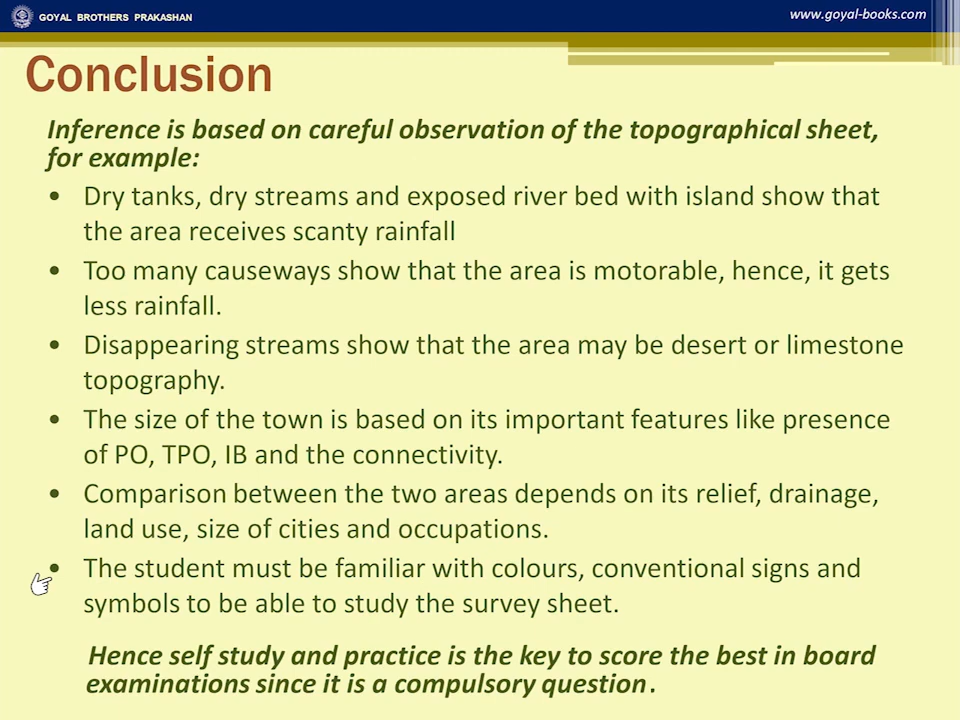 GOYAL BROTHERS PRAKASHAN
www.goyal-books.com
Conclusion
Inference is based on careful observation of the topographical sheet,
for example:
• Dry tanks, dry streams and exposed river bed with island show that
the area receives scanty rainfall
• Too many causeways show that the area is motorable, hence, it gets
less rainfall.
• Disappearing streams show that the area may be desert or limestone
topography.
• The size of the town is based on its important features like presence
of PO, TPO, IB and the connectivity.
• Comparison between the two areas depends on its relief, drainage,
land use, size of cities and occupations.
• The student must be familiar with colours, conventional signs and
symbols to be able to study the survey sheet.
Hence self study and practice is the key to score the best in board
examinations since it is a compulsory question.